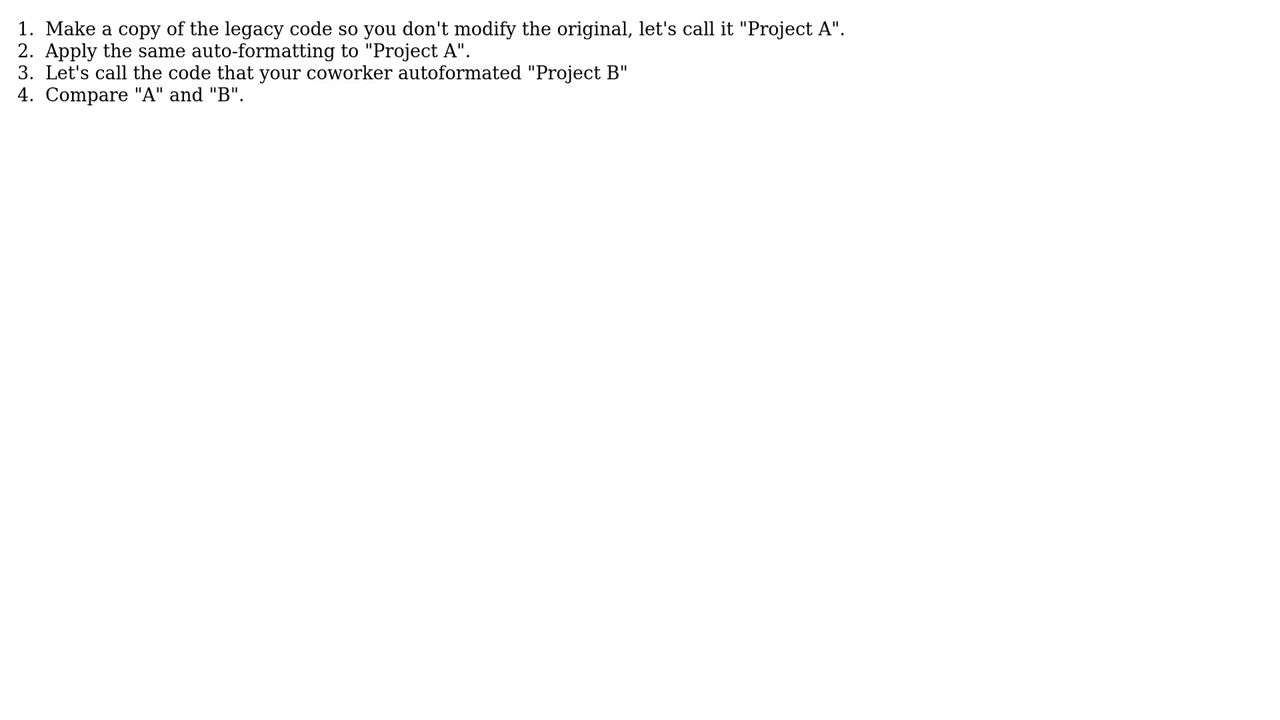 1. Make a copy of the legacy code so you don't modify the original, let's call it "Project A".
2. Apply the same auto-formatting to "Project A".
3. Let's call the code that your coworker autoformated "Project B"
4. Compare "A" and "B".